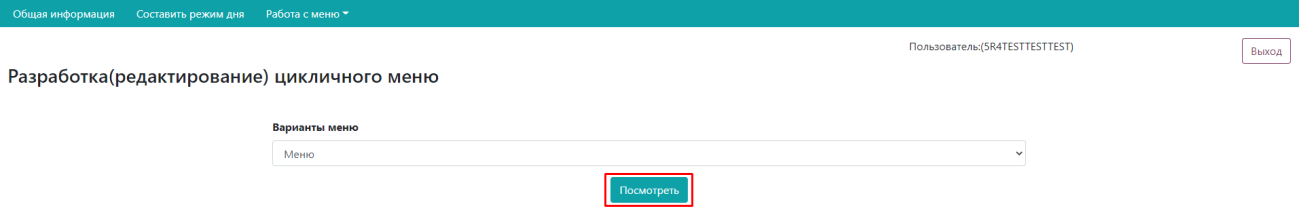 Общая информация Составить режим дня Работа с меню
Пользователь:(5R4TESTTESTTEST)
Выход
Разработка(редактирование) цикличного меню
Варианты меню
Меню
Посмотреть